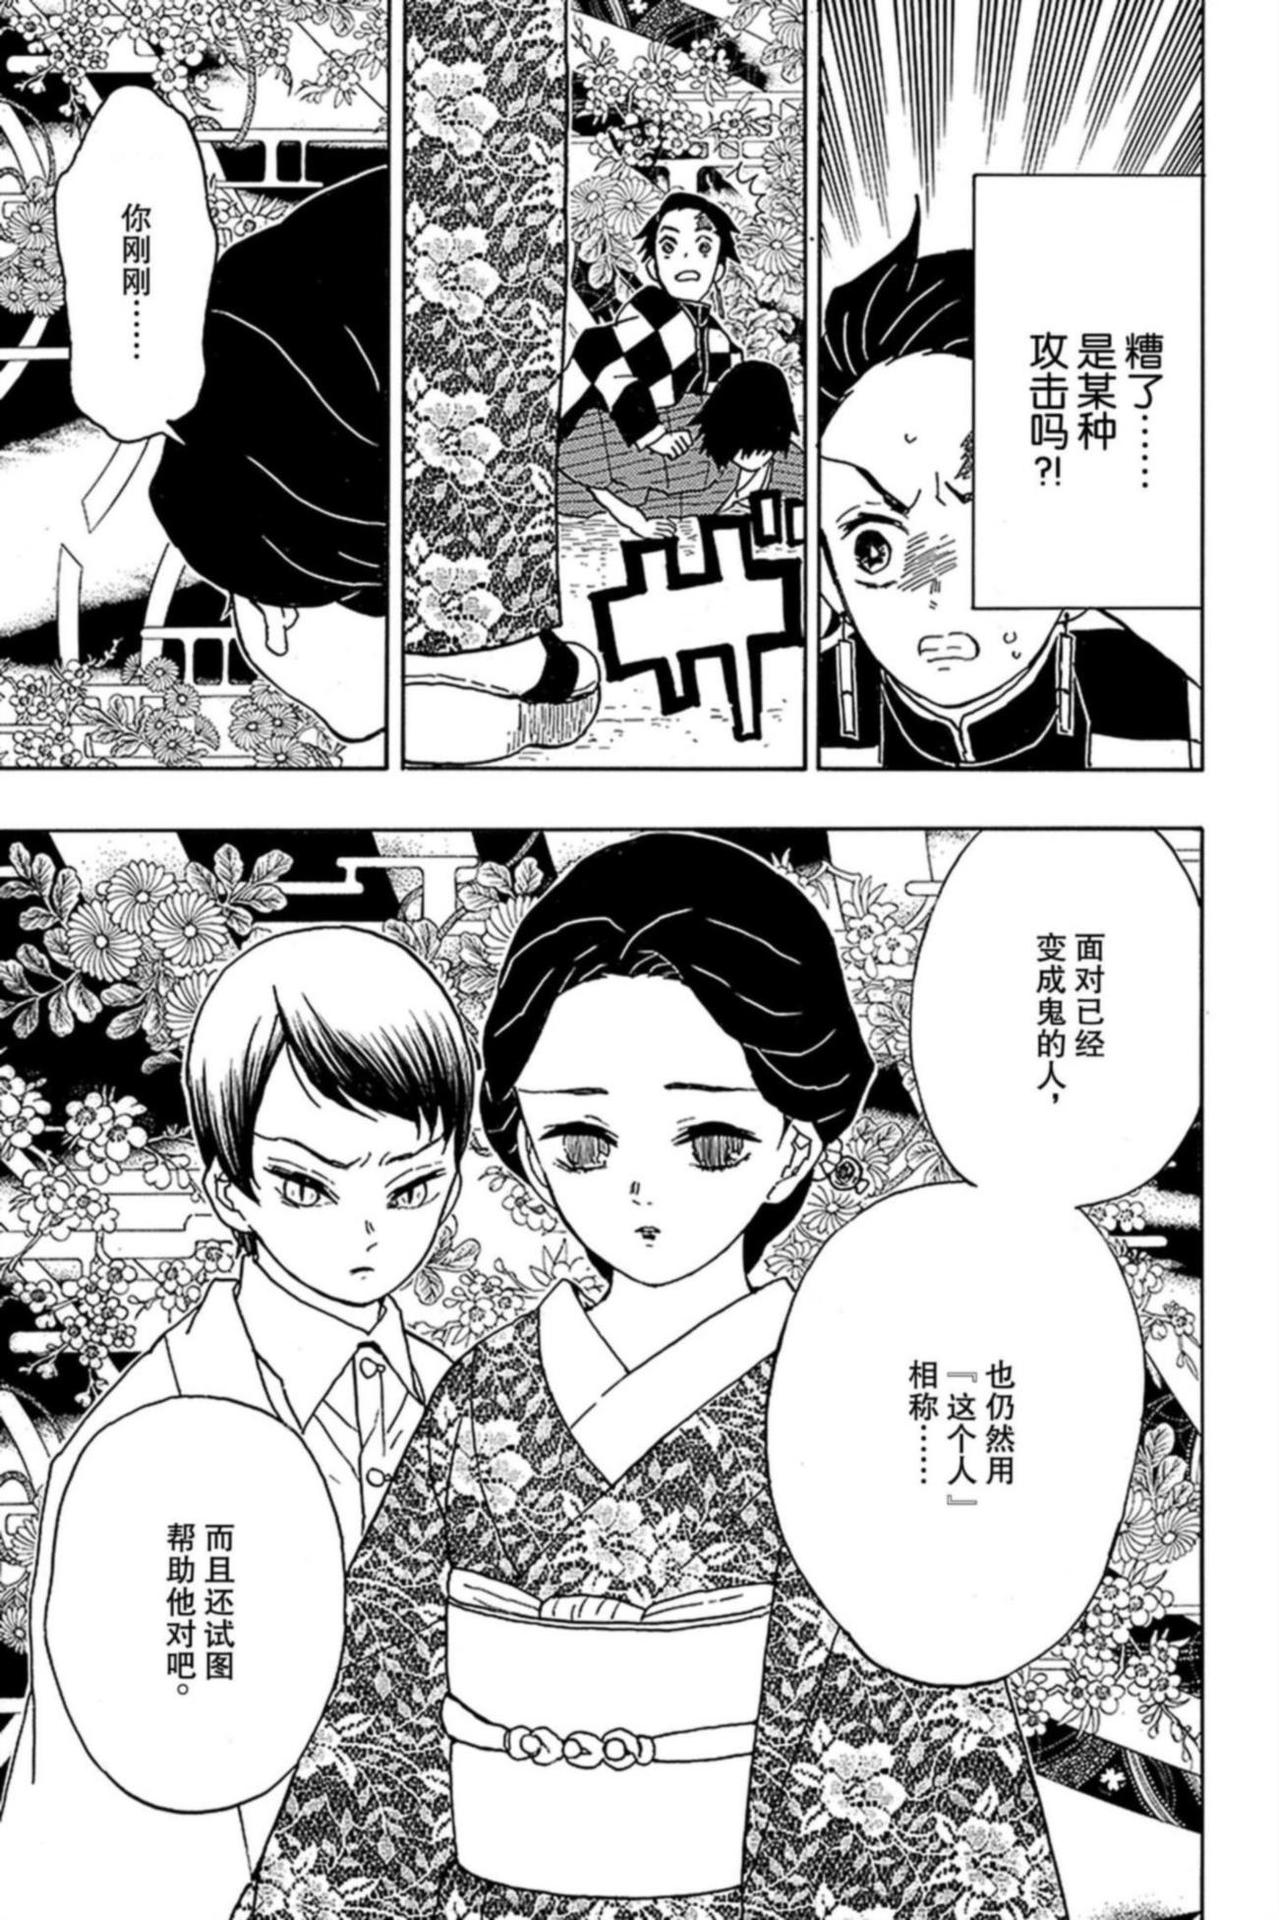 糟了……
是某种
攻击吗?!
ザッ
你刚刚……
面对已经
变成鬼的人，
也仍然用
『这个人』
相称……
而且还试图
帮助他对吧。